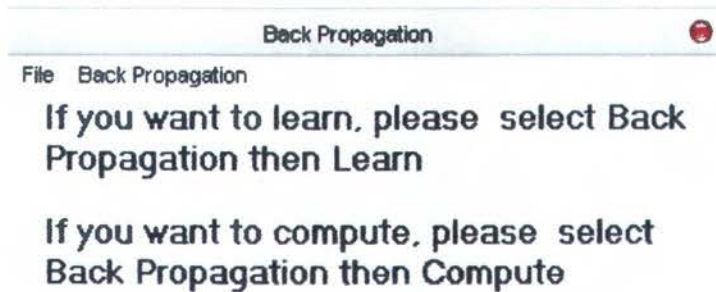 Back Propagation
File Back Propagation
If you want to learn, please select Back
Propagation then Learn
If you want to compute, please select
Back Propagation then Compute